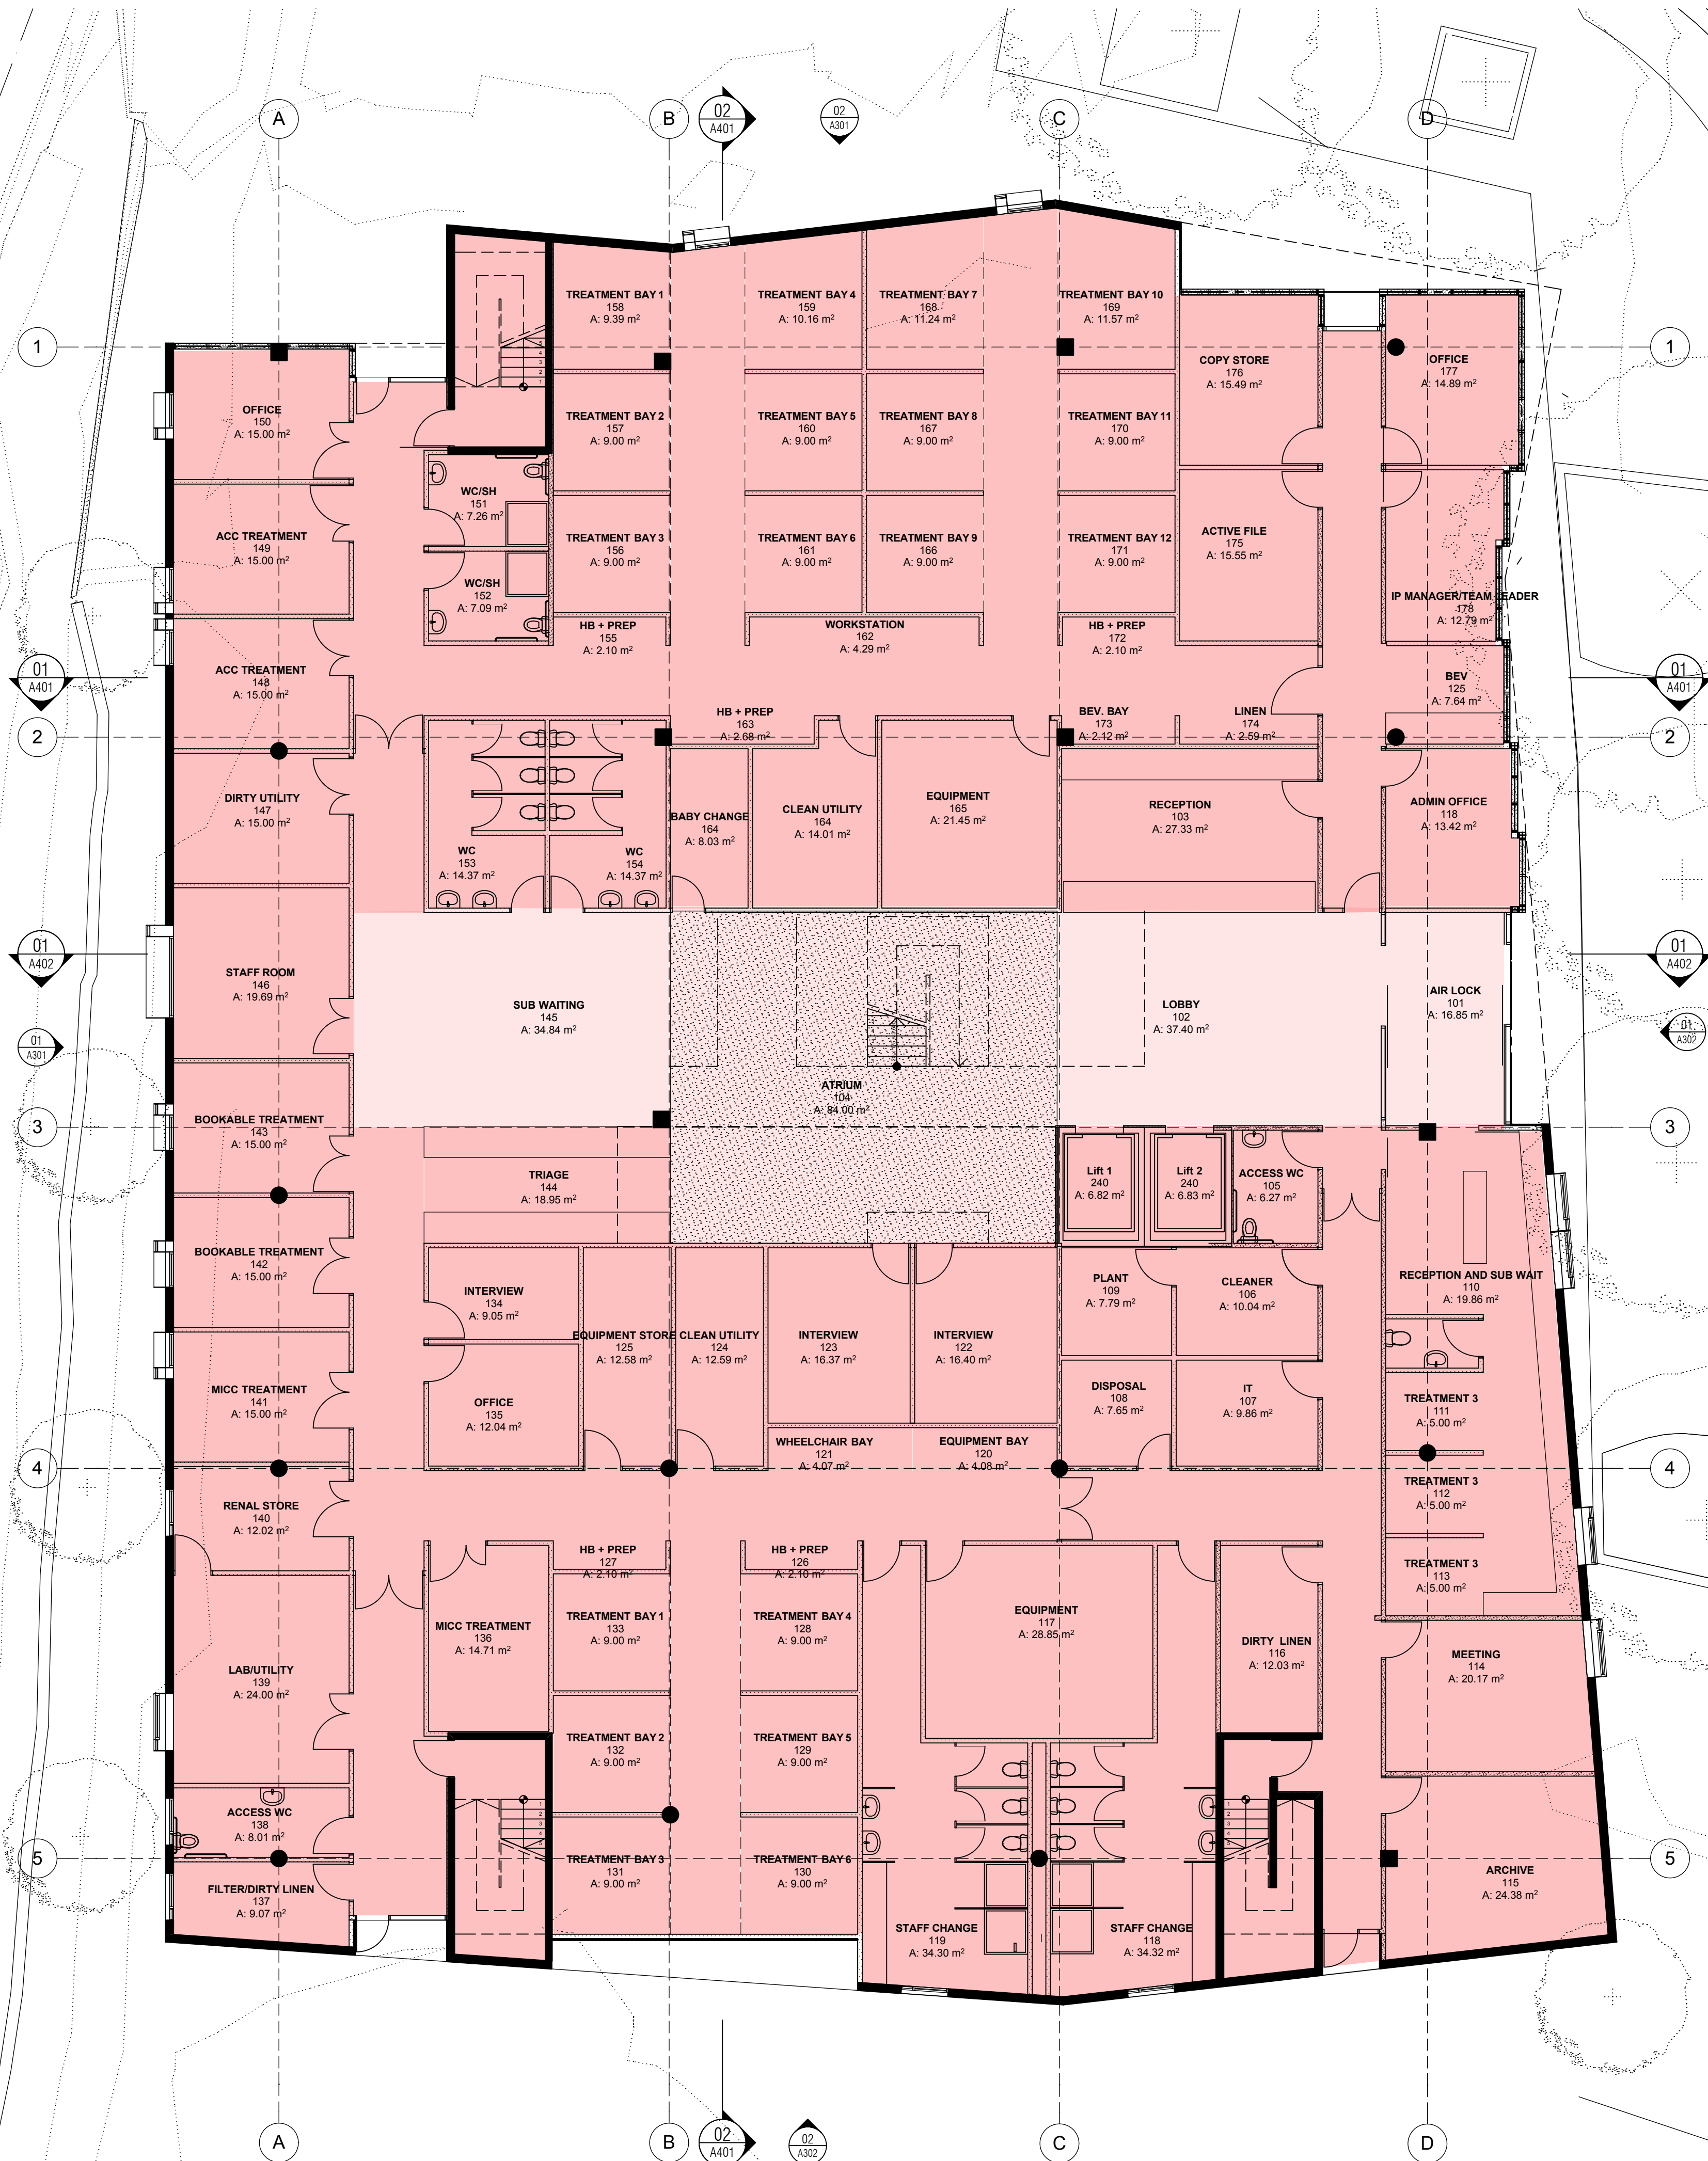 A
B
02
A401
02
A301
C
D
1
1
TREATMENT BAY 1
158
A: 9.39 m²
TREATMENT BAY 4
159
A: 10.16 m²
TREATMENT BAY 7
168
A: 11.24 m²
TREATMENT BAY 10
169
A: 11.57 m²
COPY STORE
176
A: 15.49 m²
OFFICE
177
A: 14.89 m²
OFFICE
150
A: 15.00 m²
TREATMENT BAY 2
157
A: 9.00 m²
TREATMENT BAY 5
160
A: 9.00 m²
TREATMENT BAY 8
167
A: 9.00 m²
TREATMENT BAY 11
170
A: 9.00 m²
WC/SH
151
A: 7.26 m²
ACC TREATMENT
149
A: 15.00 m²
TREATMENT BAY 3
156
A: 9.00 m²
TREATMENT BAY 6
161
A: 9.00 m²
TREATMENT BAY 9
166
A: 9.00 m²
TREATMENT BAY 12
171
A: 9.00 m²
ACTIVE FILE
175
A: 15.55 m²
WC/SH
152
A: 7.09 m²
IP MANAGER/TEAM LEADER
178
A: 12.79 m²
HB + PREP
155
A: 2.10 m²
WORKSTATION
162
A: 4.29 m²
HB + PREP
172
A: 2.10 m²
ACC TREATMENT
148
A: 15.00 m²
01
A401
BEV
125
A: 7.64 m²
01
A401
HB + PREP
163
A: 2.68 m²
BEV. BAY
173
A: 2.12 m²
LINEN
174
A: 2.59 m²
2
2
DIRTY UTILITY
147
A: 15.00 m²
WC
153
A: 14.37 m²
WC
154
A: 14.37 m²
BABY CHANGE
164
A: 8.03 m²
CLEAN UTILITY
164
A: 14.01 m²
EQUIPMENT
165
A: 21.45 m²
RECEPTION
103
A: 27.33 m²
ADMIN OFFICE
118
A: 13.42 m²
01
A402
01
A402
STAFF ROOM
146
A: 19.69 m²
SUB WAITING
145
A: 34.84 m²
LOBBY
102
A: 37.40 m²
AIR LOCK
101
A: 16.85 m²
01
A301
01
A302
ATRIUM
104
A: 84.00 m²
3
3
BOOKABLE TREATMENT
143
A: 15.00 m²
TRIAGE
144
A: 18.95 m²
Lift 1
240
A: 6.82 m²
Lift 2
240
A: 6.83 m²
ACCESS WC
105
A: 6.27 m²
BOOKABLE TREATMENT
142
A: 15.00 m²
INTERVIEW
134
A: 9.05 m²
PLANT
109
A: 7.79 m²
CLEANER
106
A: 10.04 m²
RECEPTION AND SUB WAIT
110
A: 19.86 m²
EQUIPMENT STORE
125
A: 12.58 m²
CLEAN UTILITY
124
A: 12.59 m²
INTERVIEW
123
A: 16.37 m²
INTERVIEW
122
A: 16.40 m²
MICC TREATMENT
141
A: 15.00 m²
OFFICE
135
A: 12.04 m²
DISPOSAL
108
A: 7.65 m²
IT
107
A: 9.86 m²
TREATMENT 3
111
A: 5.00 m²
WHEELCHAIR BAY
121
A: 4.07 m²
EQUIPMENT BAY
120
A: 4.08 m²
4
4
TREATMENT 3
112
A: 5.00 m²
RENAL STORE
140
A: 12.02 m²
HB + PREP
127
A: 2.10 m²
HB + PREP
126
A: 2.10 m²
TREATMENT 3
113
A: 5.00 m²
MICC TREATMENT
136
A: 14.71 m²
TREATMENT BAY 1
133
A: 9.00 m²
TREATMENT BAY 4
128
A: 9.00 m²
EQUIPMENT
117
A: 28.85 m²
DIRTY LINEN
116
A: 12.03 m²
MEETING
114
A: 20.17 m²
LAB/UTILITY
139
A: 24.00 m²
TREATMENT BAY 2
132
A: 9.00 m²
TREATMENT BAY 5
129
A: 9.00 m²
ACCESS WC
138
A: 8.01 m²
5
5
TREATMENT BAY 3
131
A: 9.00 m²
TREATMENT BAY 6
130
A: 9.00 m²
FILTER/DIRTY LINEN
137
A: 9.07 m²
ARCHIVE
115
A: 24.38 m²
STAFF CHANGE
119
A: 34.30 m²
STAFF CHANGE
118
A: 34.32 m²
A
B
02
A401
02
A302
C
D